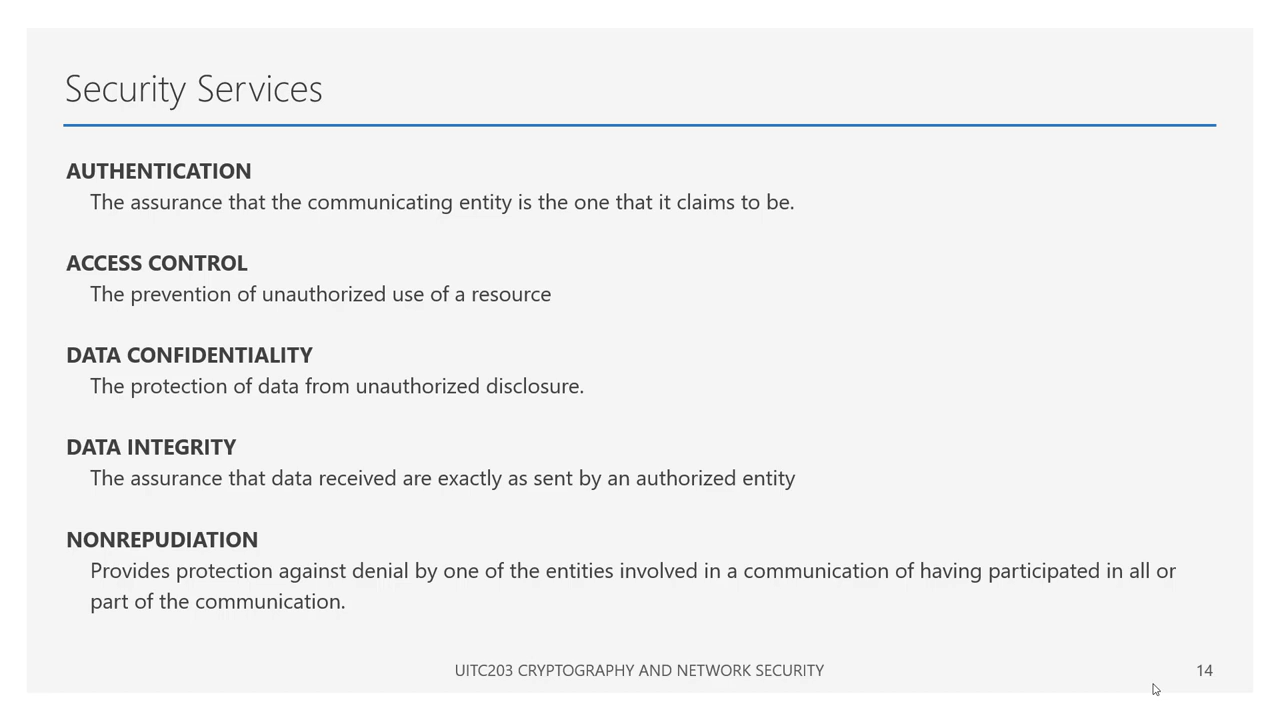 Security Services
AUTHENTICATION
The assurance that the communicating entity is the one that it claims to be.
ACCESS CONTROL
The prevention of unauthorized use of a resource
DATA CONFIDENTIALITY
The protection of data from unauthorized disclosure.
DATA INTEGRITY
The assurance that data received are exactly as sent by an authorized entity
NONREPUDIATION
Provides protection against denial by one of the entities involved in a communication of having participated in all or
part of the communication.
UITC203 CRYPTOGRAPHY AND NETWORK SECURITY
14